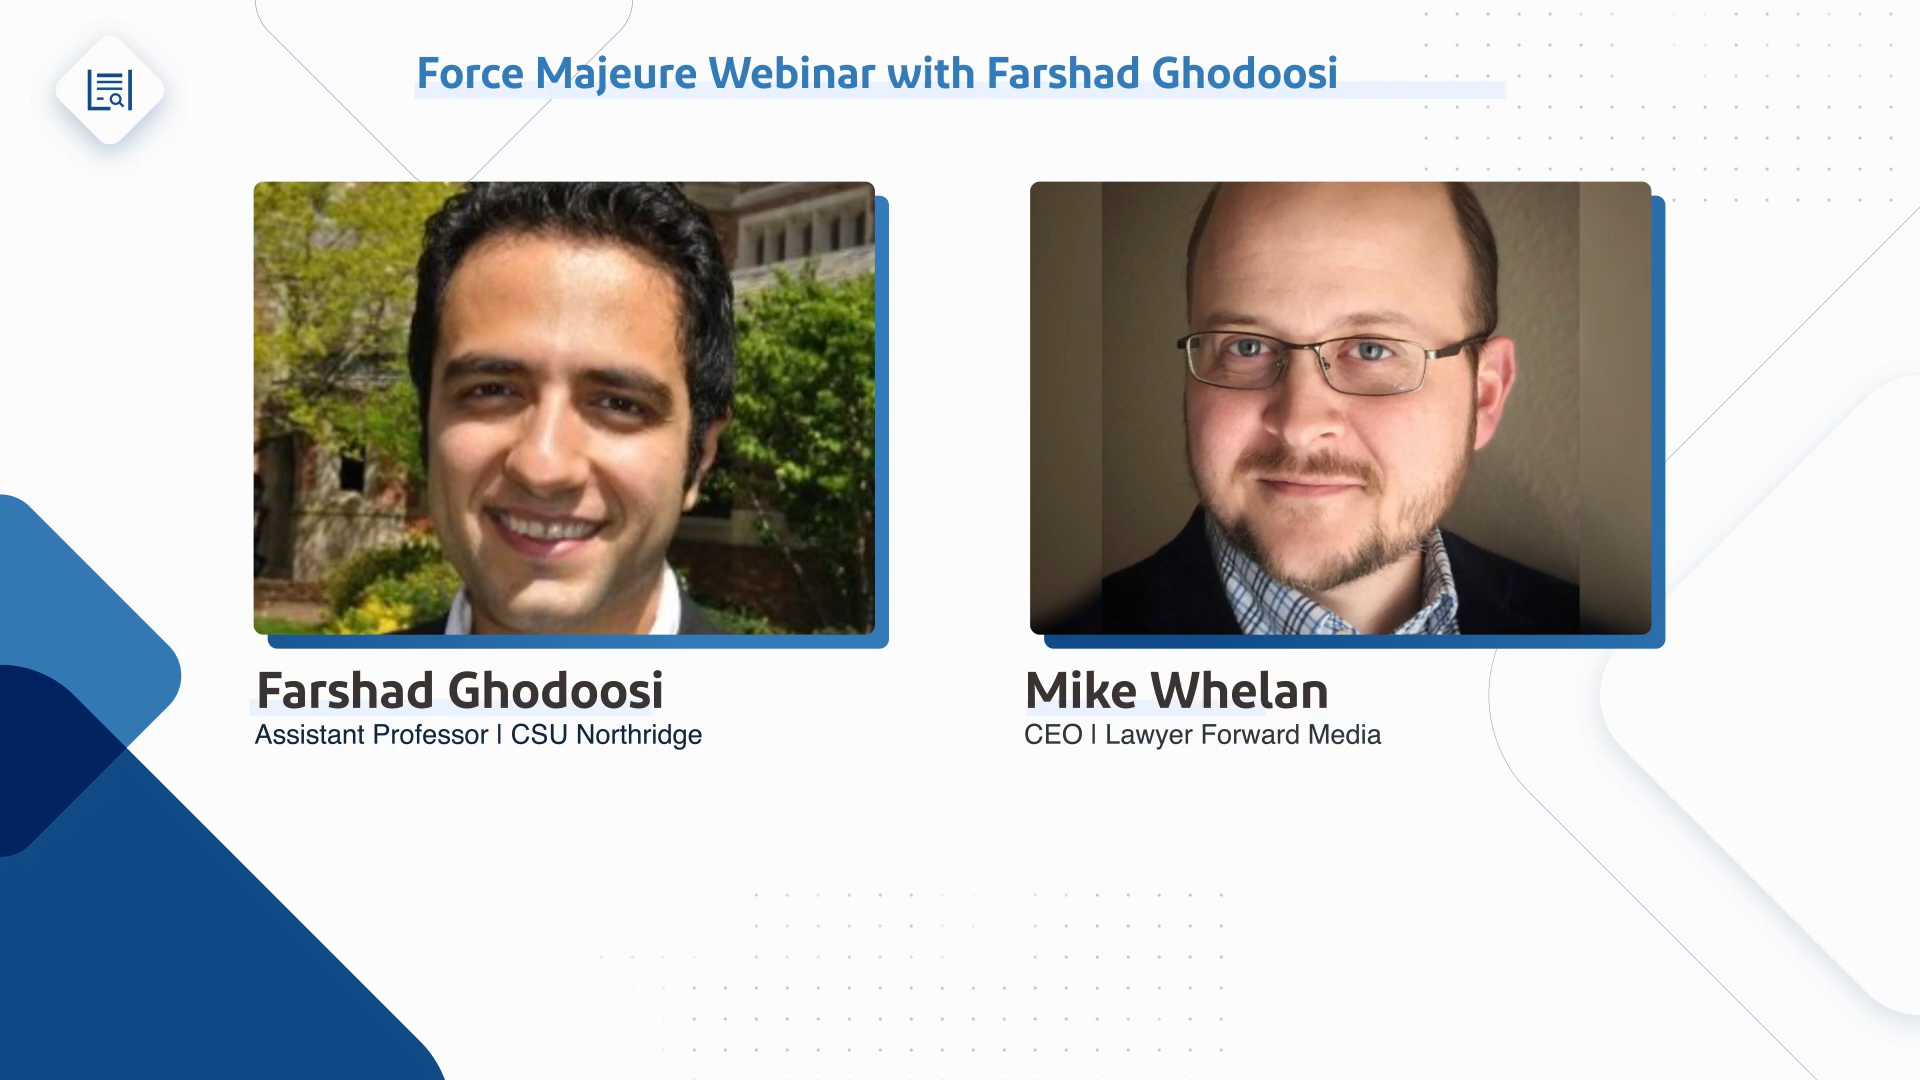 Force Majeure Webinar with Farshad Ghodoosi
Farshad Ghodoosi
Assistant Professor | CSU Northridge
Mike Whelan
CEO | Lawyer Forward Media